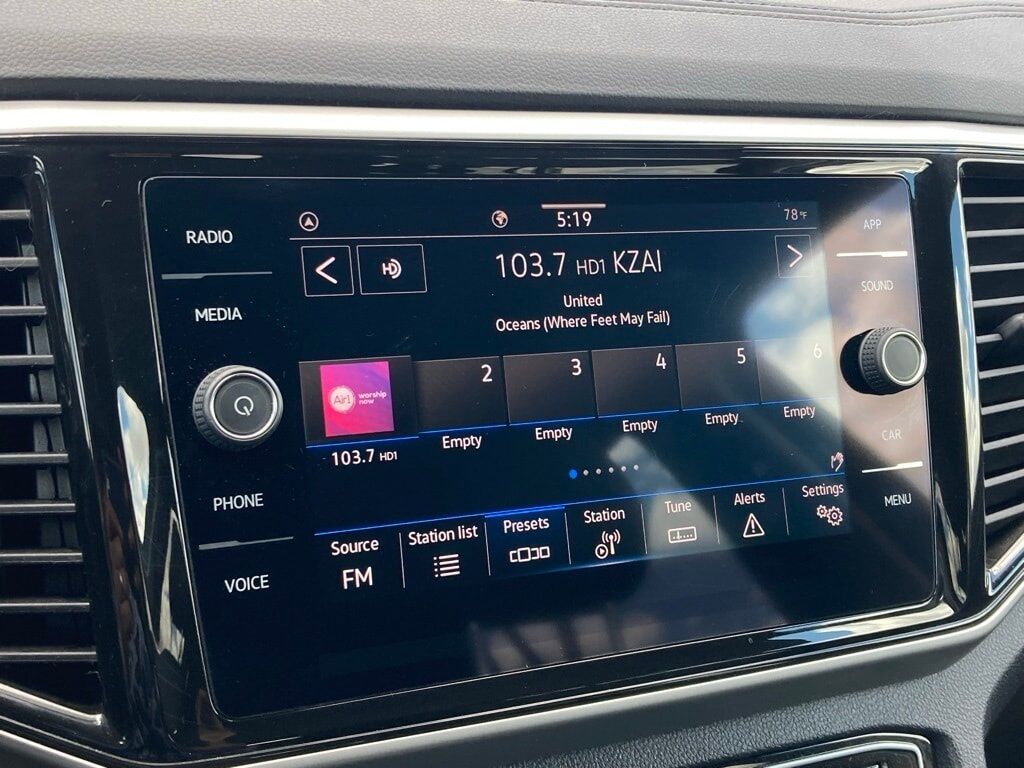 5:19
78°F
RADIO
APP
HD
103.7 HD1 KZAI
MEDIA
SOUND
United
Oceans (Where Feet May Fail)
Air1 worship now
2
3
4
5
6
103.7 HD1
Empty
Empty
Empty
Empty
Empty
CAR
PHONE
MENU
Source
FM
Station list
Presets
Station
Tune
Alerts
Settings
VOICE